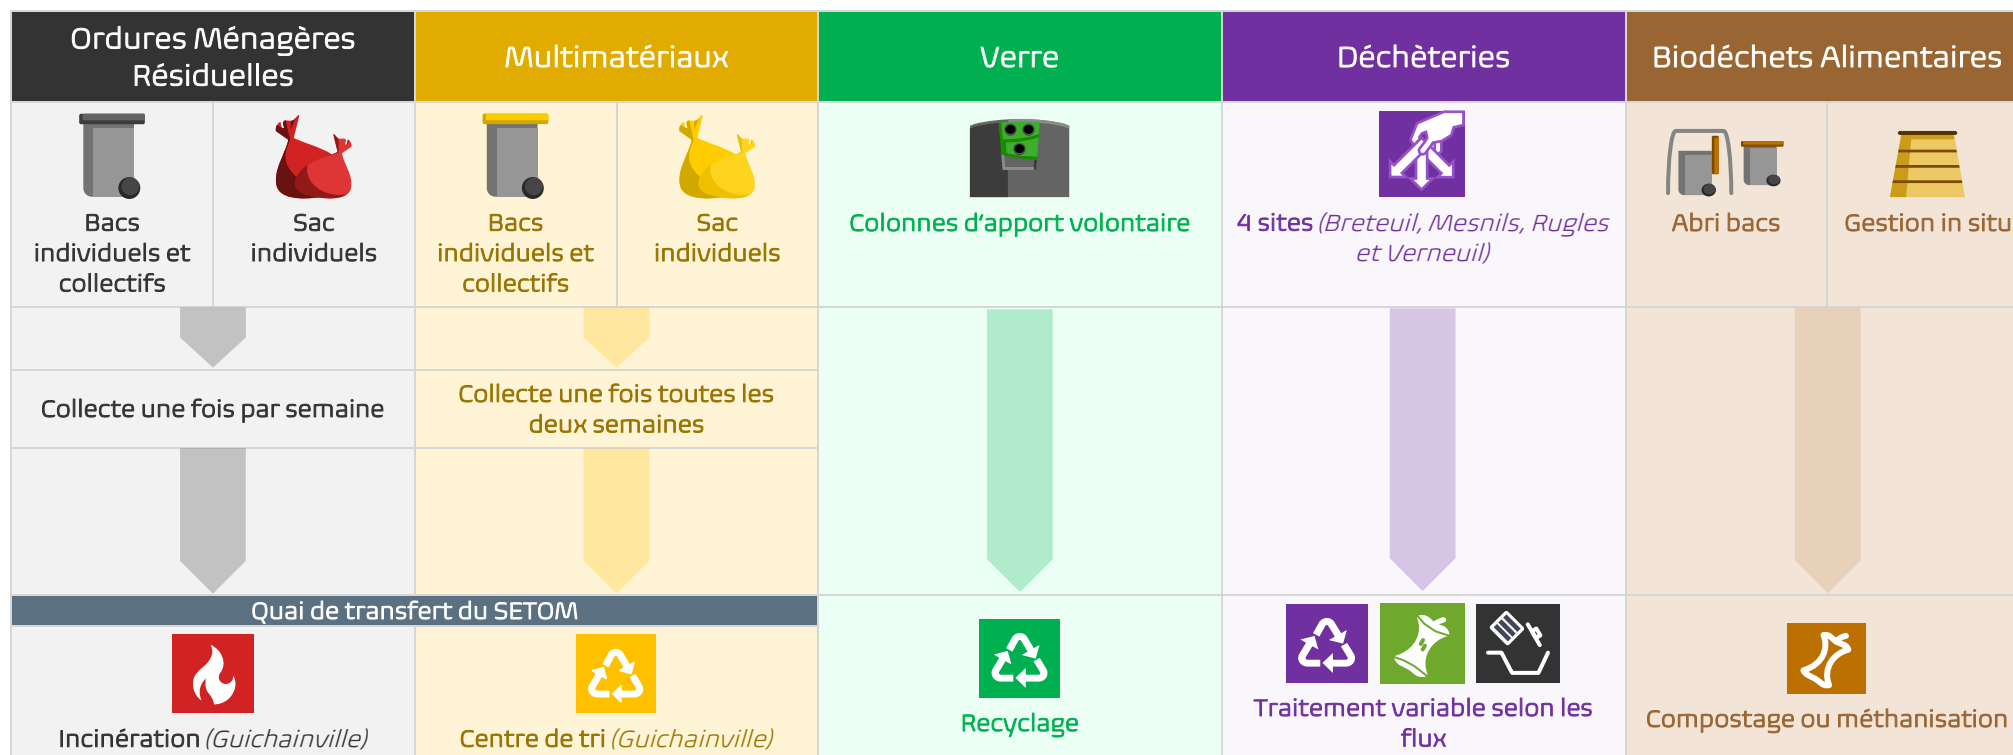 Ordures Ménagères
Résiduelles
Multimatériaux
Verre
Déchèteries
Biodéchets Alimentaires
Bacs
individuels et
collectifs
Sac
individuels
Bacs
individuels et
collectifs
Sac
individuels
Colonnes d'apport volontaire
4 sites (Breteuil, Mesnils, Rugles
et Verneuil)
Abri bacs
Gestion in situ
Collecte une fois par semaine
Collecte une fois toutes les
deux semaines
Quai de transfert du SETOM
Incinération (Guichainville)
Centre de tri (Guichainville)
Recyclage
Traitement variable selon les
flux
Compostage ou méthanisation